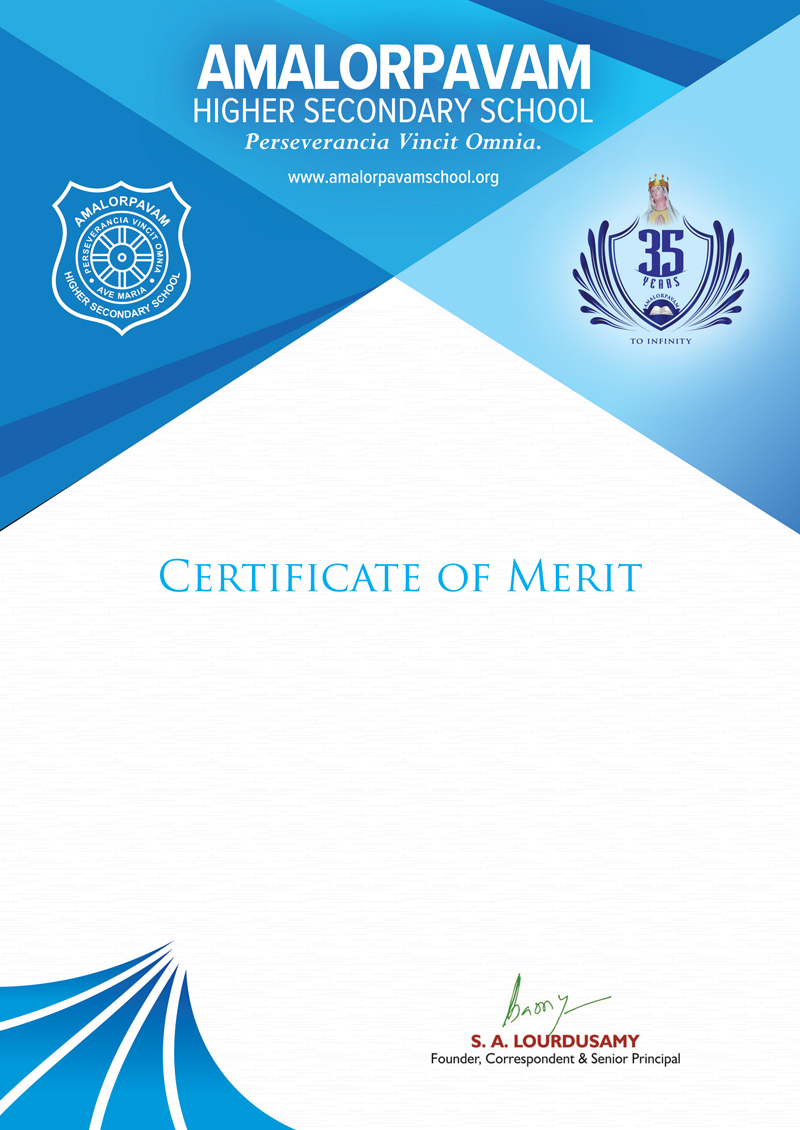 AMALORPAVAM
HIGHER SECONDARY SCHOOL
Perseverancia Vincit Omnia.
www.amalorpavamschool.org
AMALORPAVAM
PERSEVERANCIA VINCIT OMNIA
AVE MARIA
HIGHER SECONDARY SCHOOL
35
YEARS
AMALORPAVAM
TO INFINITY
CERTIFICATE OF MERIT
S. A. LOURDUSAMY
Founder, Correspondent & Senior Principal